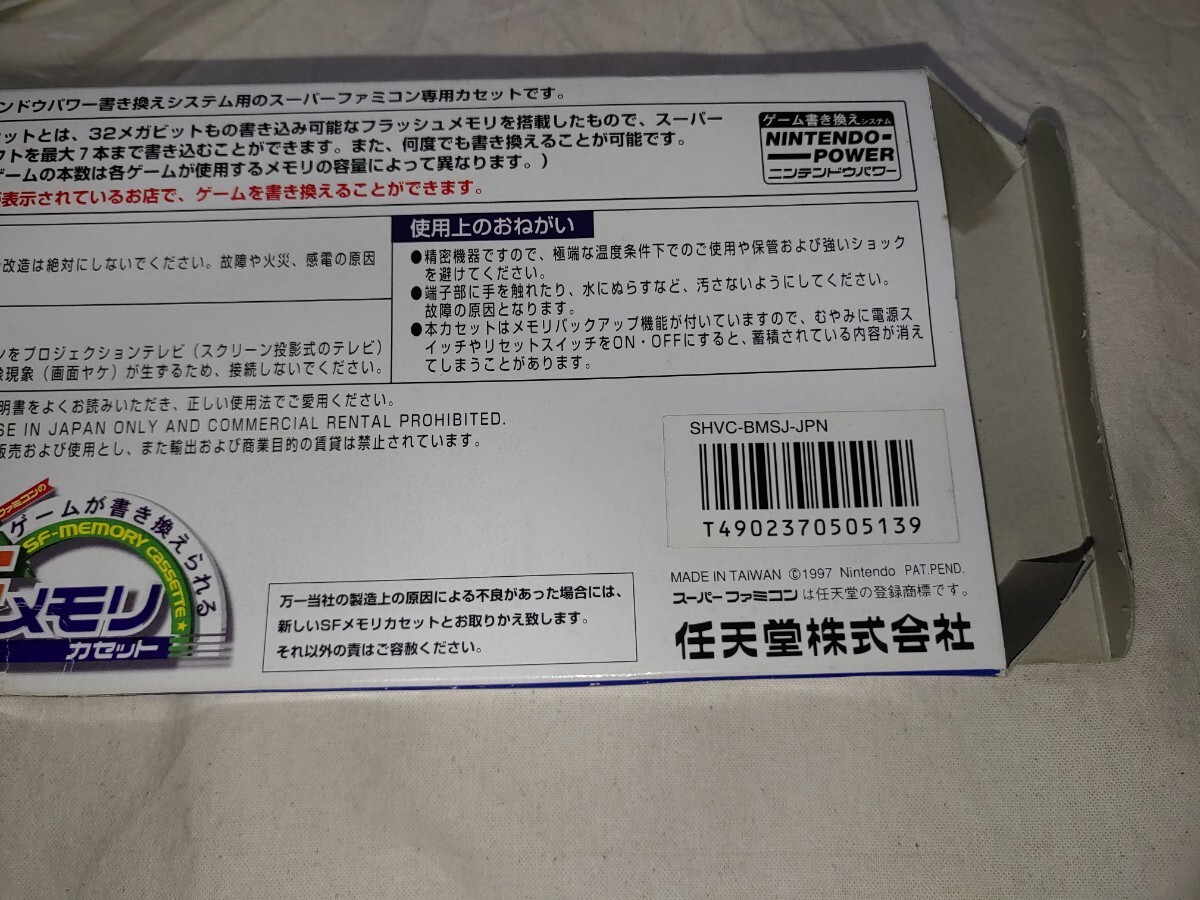 ンドウパワー書き換えシステム用のスーパーファミコン専用カセットです。
ットとは、32メガビットもの書き込み可能なフラッシュメモリを搭載したもので、スーパー
フトを最大7本まで書き込むことができます。また、何度でも書き換えることが可能です。
ゲームの本数は各ゲームが使用するメモリの容量によって異なります。)
表示されているお店で、ゲームを書き換えることができます。
ゲーム書き換えシステム
NINTENDO-
POWER
ニンテンドウパワー
改造は絶対にしないでください。故障や火災、感電の原因
ンをプロジェクションテレビ(スクリーン投影式のテレビ)
現象(画面ヤケ)が生ずるため、接続しないでください。
使用上のおねがい
●精密機器ですので、極端な温度条件下でのご使用や保管および強いショック
を避けてください。
●端子部に手を触れたり、水にぬらすなど、汚さないようにしてください。
故障の原因となります。
●本カセットはメモリバックアップ機能が付いていますので、むやみに電源ス
イッチやリセットスイッチをON・OFFにすると、蓄積されている内容が消え
てしまうことがあります。
明書をよくお読みいただき、正しい使用法でご愛用ください。
SE IN JAPAN ONLY AND COMMERCIAL RENTAL PROHIBITED.
販売および使用とし、また輸出および商業目的の賃貸は禁止されています。
ファミコンの
ゲームが書き換えられる
SF-MEMORY CASSETTE★
メモリ
カセット
万一当社の製造上の原因による不良があった場合には、
新しいSFメモリカセットとお取りかえ致します。
それ以外の責はご容赦ください。
SHVC-BMSJ-JPN
T4902370505139
MADE IN TAIWAN ©1997 Nintendo PAT.PEND.
スーパーファミコンは任天堂の登録商標です。
任天堂株式会社